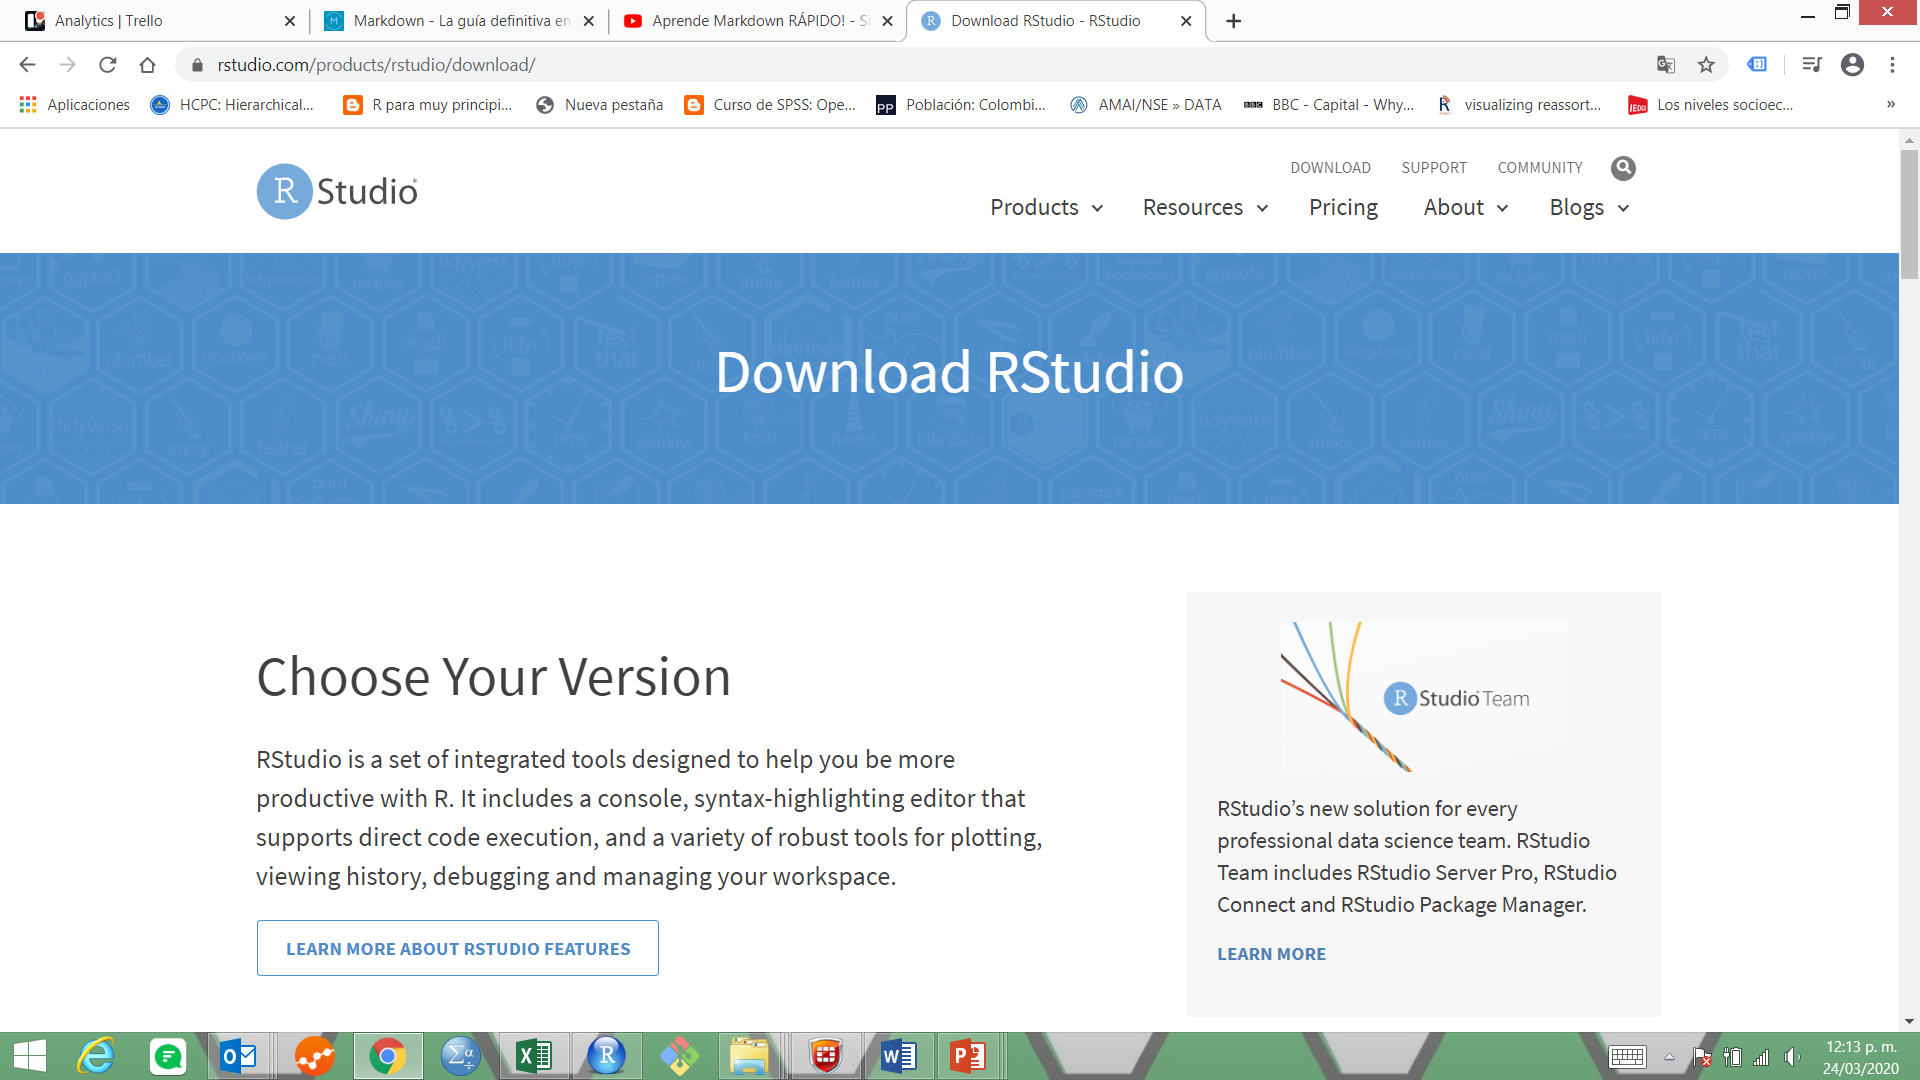 Analytics | Trello
Markdown - La guía definitiva en
Aprende Markdown RÁPIDO! - Si
Download RStudio - RStudio
rstudio.com/products/rstudio/download/
Aplicaciones
HCPC: Hierarchical...
R para muy principi...
Nueva pestaña
Curso de SPSS: Ope...
PP
Población: Colombi...
AMAI/NSE » DATA
BBC
BBC - Capital - Why...
visualizing reassort...
Los niveles socioec...
»
DOWNLOAD
SUPPORT
COMMUNITY
R Studio
Products
Resources
Pricing
About
Blogs
Download RStudio
Choose Your Version
RStudio is a set of integrated tools designed to help you be more
productive with R. It includes a console, syntax-highlighting editor that
supports direct code execution, and a variety of robust tools for plotting,
viewing history, debugging and managing your workspace.
LEARN MORE ABOUT RSTUDIO FEATURES
R Studio Team
RStudio’s new solution for every
professional data science team. RStudio
Team includes RStudio Server Pro, RStudio
Connect and RStudio Package Manager.
LEARN MORE
12:13 p. m.
24/03/2020